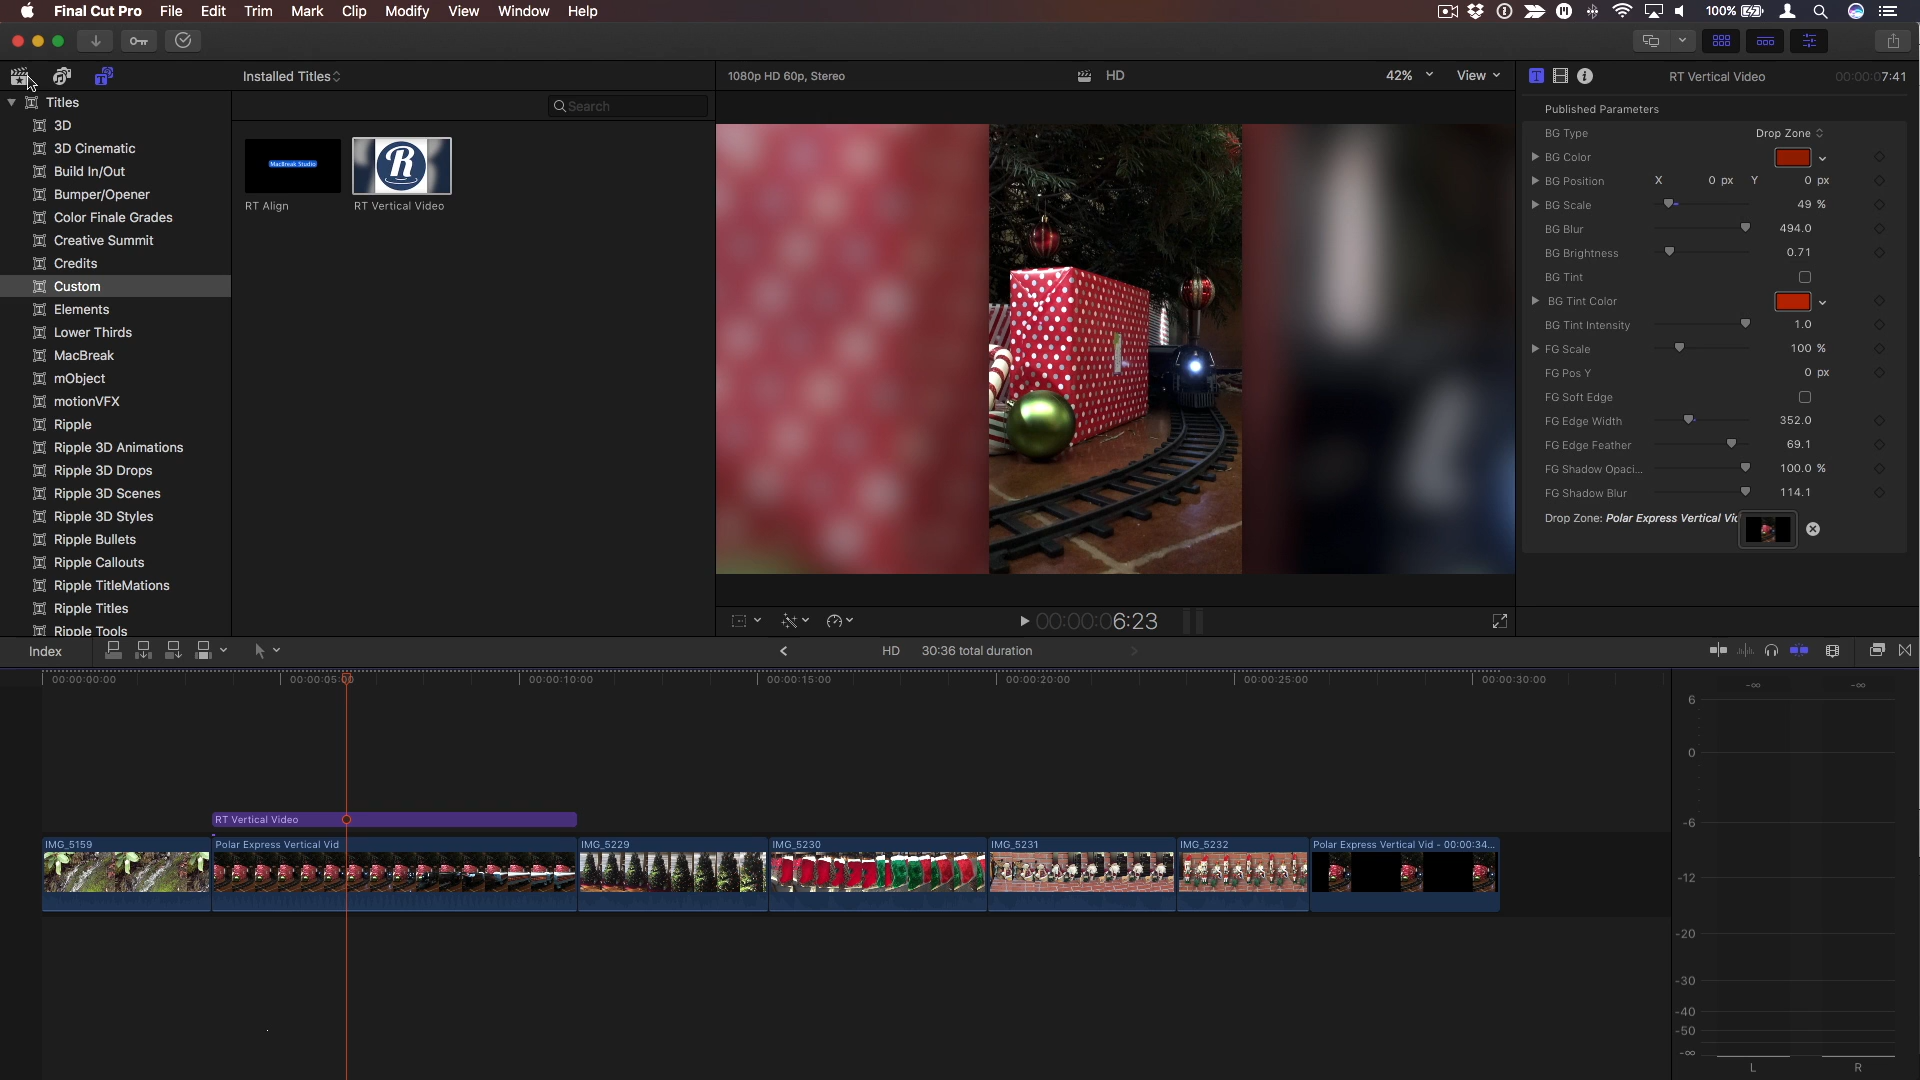 Final Cut Pro File Edit Trim Mark Clip Modify View Window Help
100%
Installed Titles
1080p HD 60p, Stereo
HD
42%
View
RT Vertical Video
00:00:07:41
Titles
3D
3D Cinematic
Build In/Out
Bumper/Opener
Color Finale Grades
Creative Summit
Credits
Custom
Elements
Lower Thirds
MacBreak
mObject
motionVFX
Ripple
Ripple 3D Animations
Ripple 3D Drops
Ripple 3D Scenes
Ripple 3D Styles
Ripple Bullets
Ripple Callouts
Ripple TitleMations
Ripple Titles
Ripple Tools
Search
MacBreak Studio
R
RT Align
RT Vertical Video
Published Parameters
BG Type Drop Zone
BG Color
BG Position X 0 px Y 0 px
BG Scale 49 %
BG Blur 494.0
BG Brightness 0.71
BG Tint
BG Tint Color
BG Tint Intensity 1.0
FG Scale 100 %
FG Pos Y 0 px
FG Soft Edge
FG Edge Width 352.0
FG Edge Feather 69.1
FG Shadow Opaci... 100.0 %
FG Shadow Blur 114.1
Drop Zone: Polar Express Vertical Vid
00:00:06:23
Index
HD 30:36 total duration
00:00:00:00
00:00:05:00
00:00:10:00
00:00:15:00
00:00:20:00
00:00:25:00
00:00:30:00
RT Vertical Video
IMG_5159
Polar Express Vertical Vid
IMG_5229
IMG_5230
IMG_5231
IMG_5232
Polar Express Vertical Vid - 00:00:34...
-∞ -∞
6
0
-6
-12
-20
-30
-40
-50
-∞
L R